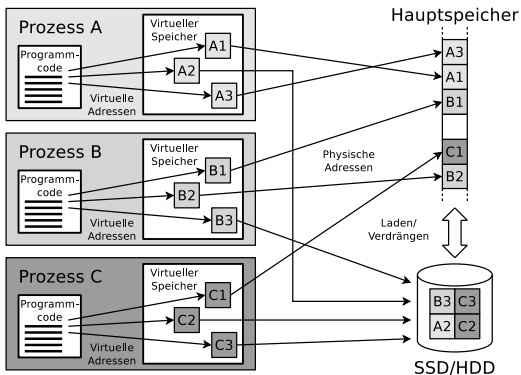 Prozess A
Programm-
code
Virtuelle
Adressen
Virtueller
Speicher
A1
A2
A3
Prozess B
Programm-
code
Virtuelle
Adressen
Virtueller
Speicher
B1
B2
B3
Prozess C
Programm-
code
Virtuelle
Adressen
Virtueller
Speicher
C1
C2
C3
Physische
Adressen
Hauptspeicher
A3
A1
B1
C1
B2
Laden/
Verdrängen
B3 C3
A2 C2
SSD/HDD